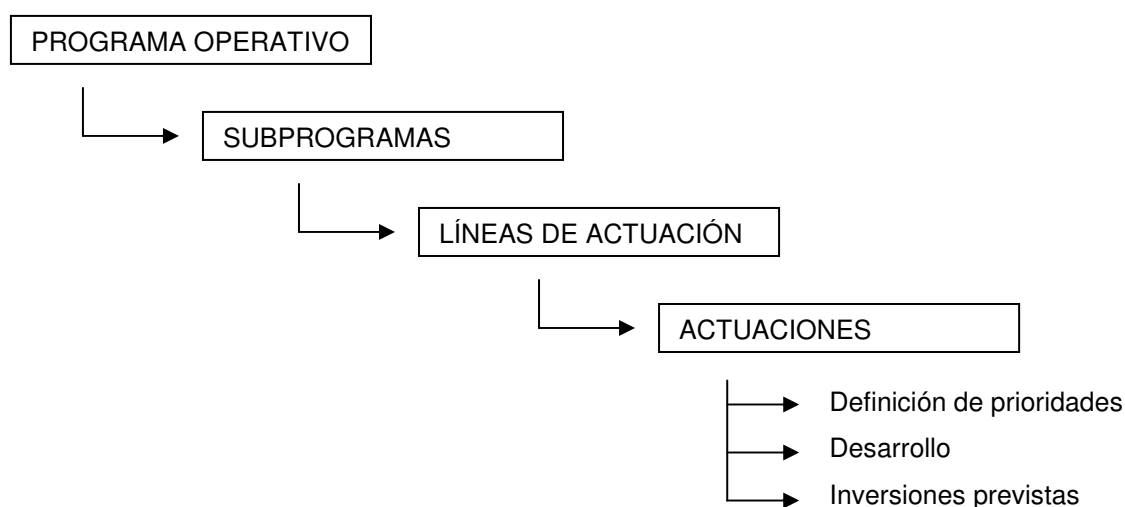 PROGRAMA OPERATIVO
SUBPROGRAMAS
LÍNEAS DE ACTUACIÓN
ACTUACIONES
Definición de prioridades
Desarrollo
Inversiones previstas